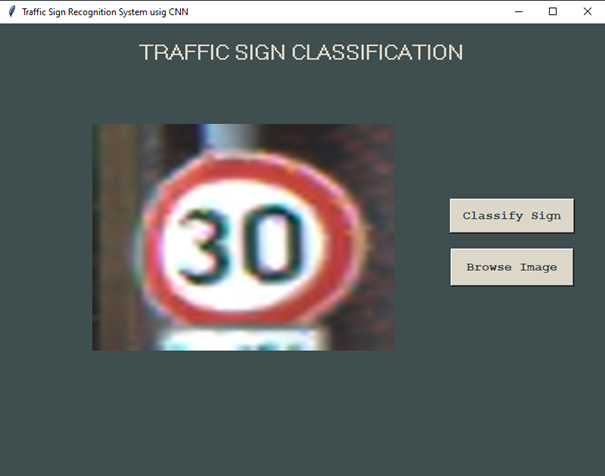 Traffic Sign Recognition System usig CNN
TRAFFIC SIGN CLASSIFICATION
30
Classify Sign
Browse Image